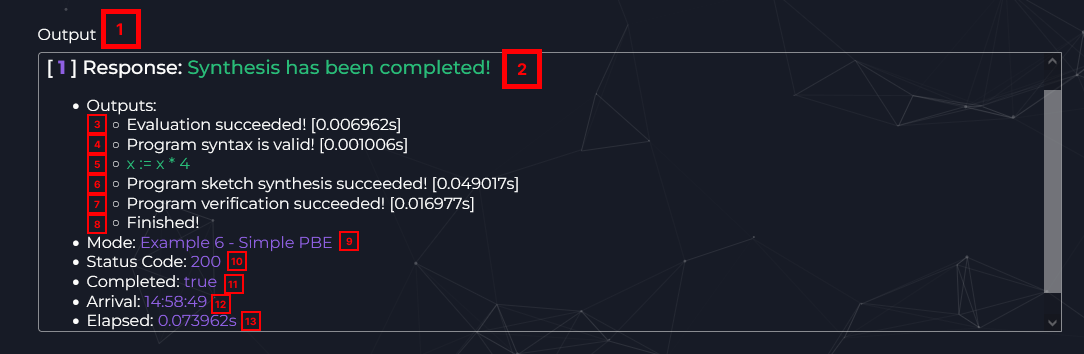 Output 1
[ 1 ] Response: Synthesis has been completed! 2
• Outputs:
3 ○ Evaluation succeeded! [0.006962s]
4 ○ Program syntax is valid! [0.001006s]
5 ○ x := x * 4
6 ○ Program sketch synthesis succeeded! [0.049017s]
7 ○ Program verification succeeded! [0.016977s]
8 ○ Finished!
• Mode: Example 6 - Simple PBE 9
• Status Code: 200 10
• Completed: true 11
• Arrival: 14:58:49 12
• Elapsed: 0.073962s 13